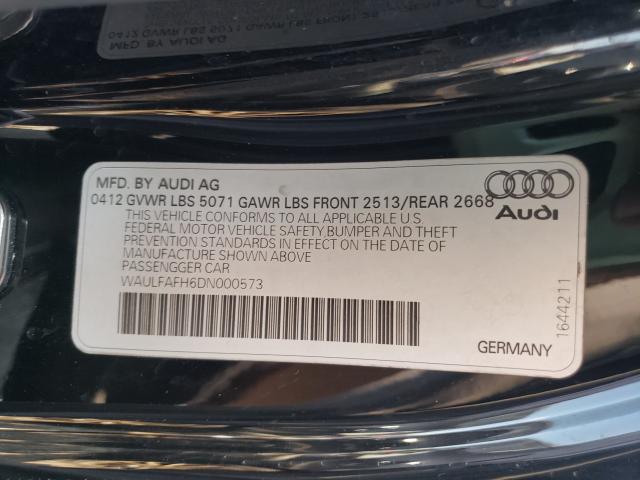 MFD. BY AUDI AG
0412 GVWR LBS 5071 GAWR LBS FRONT 2513/REAR 2668
THIS VEHICLE CONFORMS TO ALL APPLICABLE U.S.
FEDERAL MOTOR VEHICLE SAFETY,BUMPER AND THEFT
PREVENTION STANDARDS IN EFFECT ON THE DATE OF
MANUFACTURE SHOWN ABOVE
PASSENGGER CAR
WAULFAFH6DN000573
Audi
1644211
GERMANY